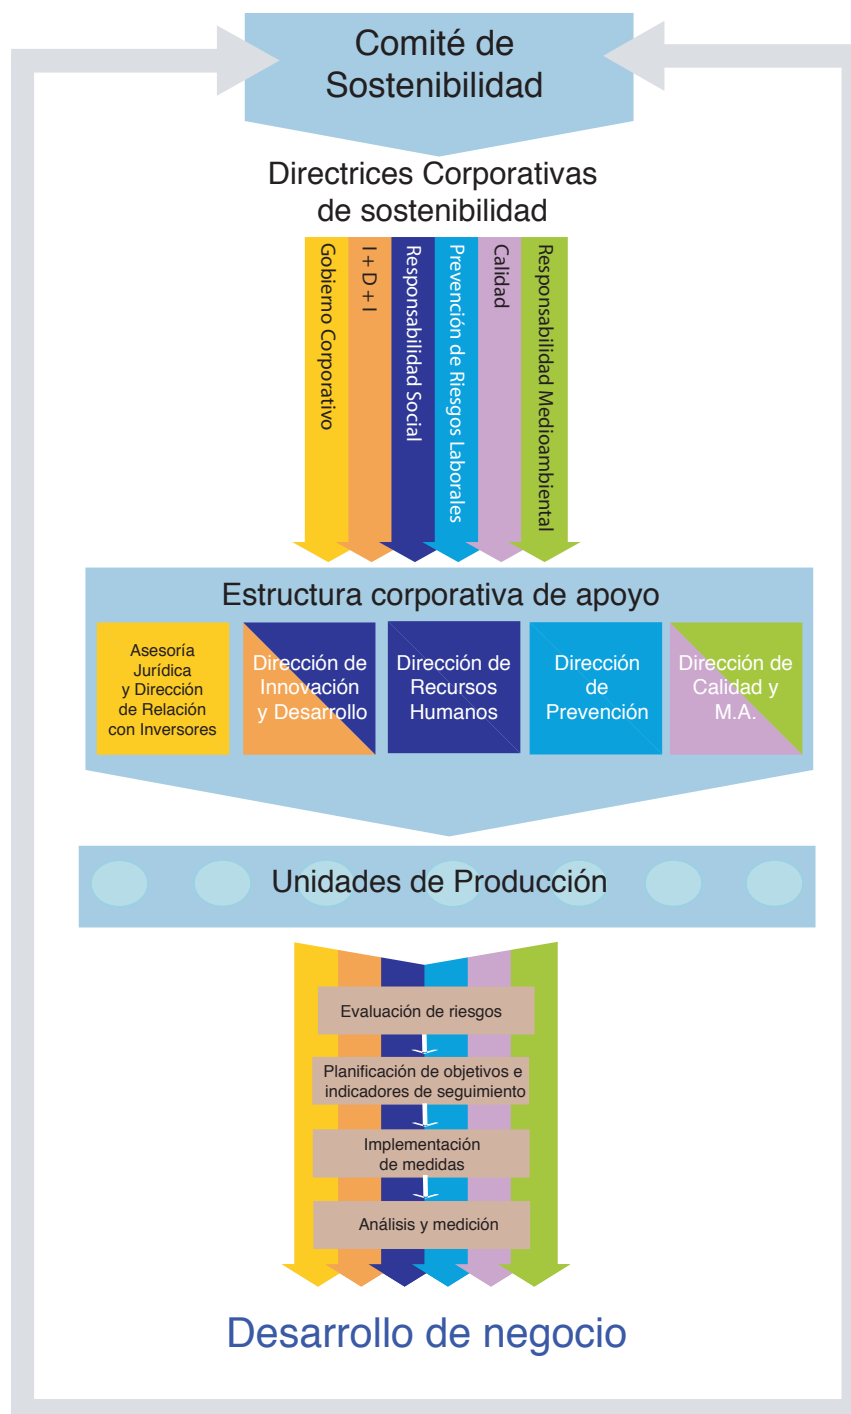 Comité de
Sostenibilidad
Directrices Corporativas
de sostenibilidad
Gobierno Corporativo
I + D + I
Responsabilidad Social
Prevención de Riesgos Laborales
Calidad
Responsabilidad Medioambiental
Estructura corporativa de apoyo
Asesoría
Jurídica
y Dirección
de Relación
con Inversores
Dirección de
Innovación
y Desarrollo
Dirección de
Recursos
Humanos
Dirección
de
Prevención
Dirección de
Calidad y
M.A.
Unidades de Producción
Evaluación de riesgos
Planificación de objetivos e
indicadores de seguimiento
Implementación
de medidas
Análisis y medición
Desarrollo de negocio